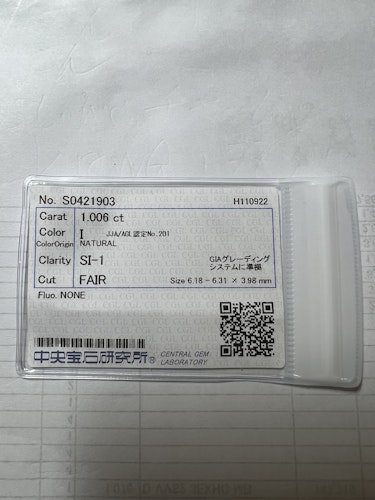 No. S0421903 H110922
Carat 1.006 ct
Color I JJA/AGL認定No.201
ColorOrigin NATURAL
Clarity SI-1 GIAグレーディング
システムに準拠
Cut FAIR Size 6.18 - 6.31 × 3.98 mm
Fluo. NONE
中央宝石研究所® CENTRAL GEM
LABORATORY